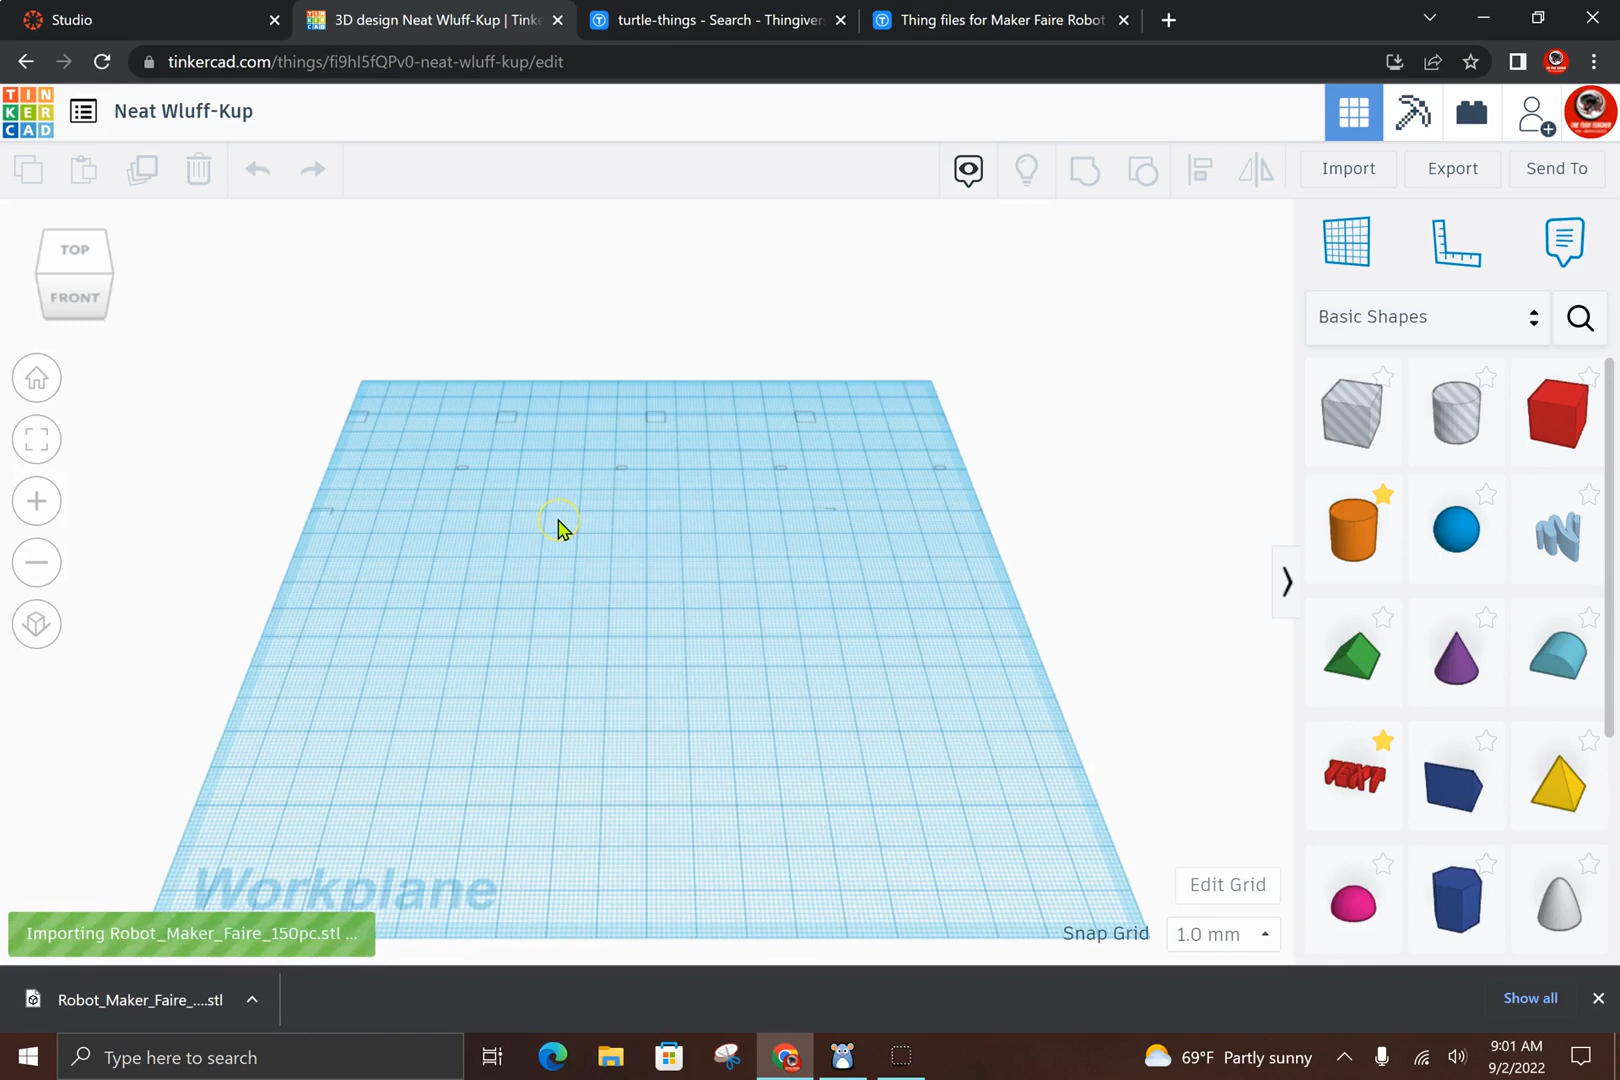 Studio
3D design Neat Wluff-Kup | Tinke
turtle-things - Search - Thingivers
Thing files for Maker Faire Robot
tinkercad.com/things/fi9hI5fQPv0-neat-wluff-kup/edit
TIN
KER
CAD
Neat Wluff-Kup
Import
Export
Send To
TOP
FRONT
Basic Shapes
TEXT
Workplane
Edit Grid
Importing Robot_Maker_Faire_150pc.stl ...
Snap Grid
1.0 mm
Robot_Maker_Faire_....stl
Show all
Type here to search
69°F Partly sunny
9:01 AM
9/2/2022